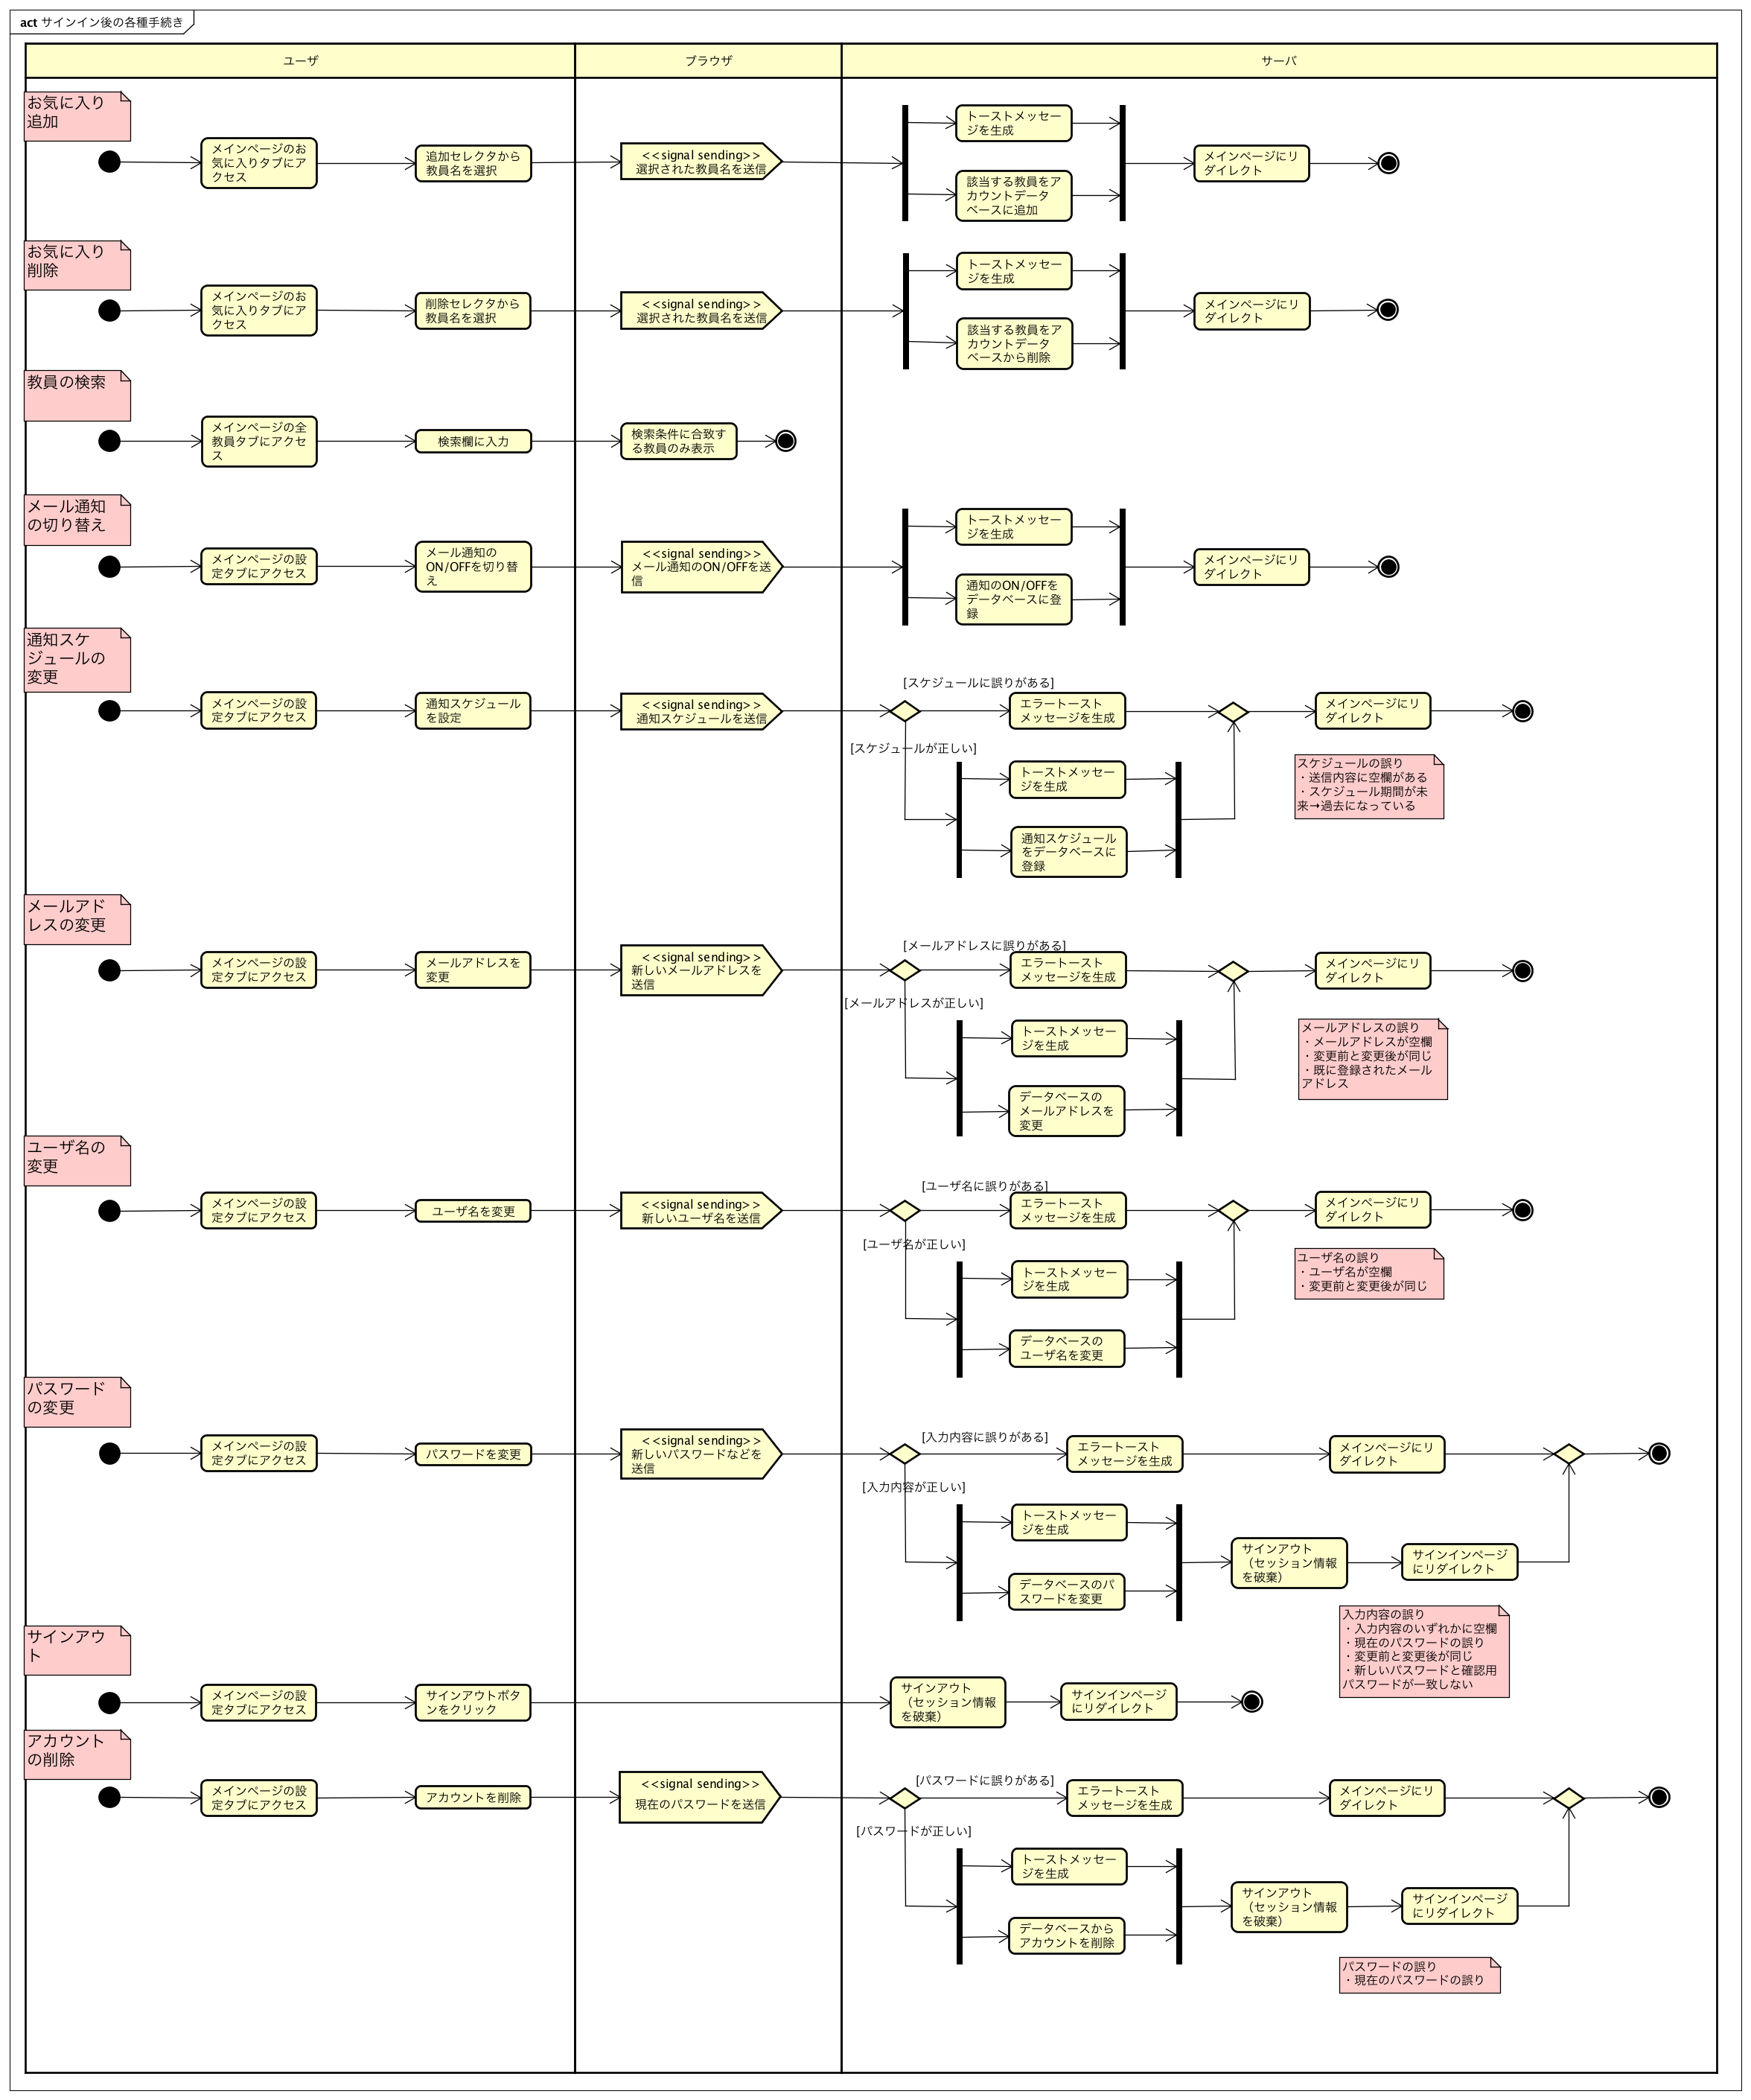 act サインイン後の各種手続き
ユーザ
ブラウザ
サーバ
お気に入り
追加
メインページのお
気に入りタブにア
クセス
追加セレクタから
教員名を選択
<<signal sending>>
選択された教員名を送信
トーストメッセー
ジを生成
該当する教員をア
カウントデータ
ベースに追加
メインページにリ
ダイレクト
お気に入り
削除
メインページのお
気に入りタブにア
クセス
削除セレクタから
教員名を選択
<<signal sending>>
選択された教員名を送信
トーストメッセー
ジを生成
該当する教員をア
カウントデータ
ベースから削除
メインページにリ
ダイレクト
教員の検索
メインページの全
教員タブにアクセ
ス
検索欄に入力
検索条件に合致す
る教員のみ表示
メール通知
の切り替え
メインページの設
定タブにアクセス
メール通知の
ON/OFFを切り替
え
<<signal sending>>
メール通知のON/OFFを送
信
トーストメッセー
ジを生成
通知のON/OFFを
データベースに登
録
メインページにリ
ダイレクト
通知スケ
ジュールの
変更
メインページの設
定タブにアクセス
通知スケジュール
を設定
<<signal sending>>
通知スケジュールを送信
[スケジュールに誤りがある]
エラートースト
メッセージを生成
メインページにリ
ダイレクト
[スケジュールが正しい]
トーストメッセー
ジを生成
通知スケジュール
をデータベースに
登録
スケジュールの誤り
・送信内容に空欄がある
・スケジュール期間が未
来→過去になっている
メールアド
レスの変更
メインページの設
定タブにアクセス
メールアドレスを
変更
<<signal sending>>
新しいメールアドレスを
送信
[メールアドレスに誤りがある]
エラートースト
メッセージを生成
メインページにリ
ダイレクト
[メールアドレスが正しい]
トーストメッセー
ジを生成
データベースの
メールアドレスを
変更
メールアドレスの誤り
・メールアドレスが空欄
・変更前と変更後が同じ
・既に登録されたメール
アドレス
ユーザ名の
変更
メインページの設
定タブにアクセス
ユーザ名を変更
<<signal sending>>
新しいユーザ名を送信
[ユーザ名に誤りがある]
エラートースト
メッセージを生成
メインページにリ
ダイレクト
[ユーザ名が正しい]
トーストメッセー
ジを生成
データベースの
ユーザ名を変更
ユーザ名の誤り
・ユーザ名が空欄
・変更前と変更後が同じ
パスワード
の変更
メインページの設
定タブにアクセス
パスワードを変更
<<signal sending>>
新しいパスワードなどを
送信
[入力内容に誤りがある]
エラートースト
メッセージを生成
メインページにリ
ダイレクト
[入力内容が正しい]
トーストメッセー
ジを生成
データベースのパ
スワードを変更
サインアウト
（セッション情報
を破棄）
サインインページ
にリダイレクト
入力内容の誤り
・入力内容のいずれかに空欄
・現在のパスワードの誤り
・変更前と変更後が同じ
・新しいパスワードと確認用
パスワードが一致しない
サインアウ
ト
メインページの設
定タブにアクセス
サインアウトボタ
ンをクリック
サインアウト
（セッション情報
を破棄）
サインインページ
にリダイレクト
アカウント
の削除
メインページの設
定タブにアクセス
アカウントを削除
<<signal sending>>
現在のパスワードを送信
[パスワードに誤りがある]
エラートースト
メッセージを生成
メインページにリ
ダイレクト
[パスワードが正しい]
トーストメッセー
ジを生成
データベースから
アカウントを削除
サインアウト
（セッション情報
を破棄）
サインインページ
にリダイレクト
パスワードの誤り
・現在のパスワードの誤り